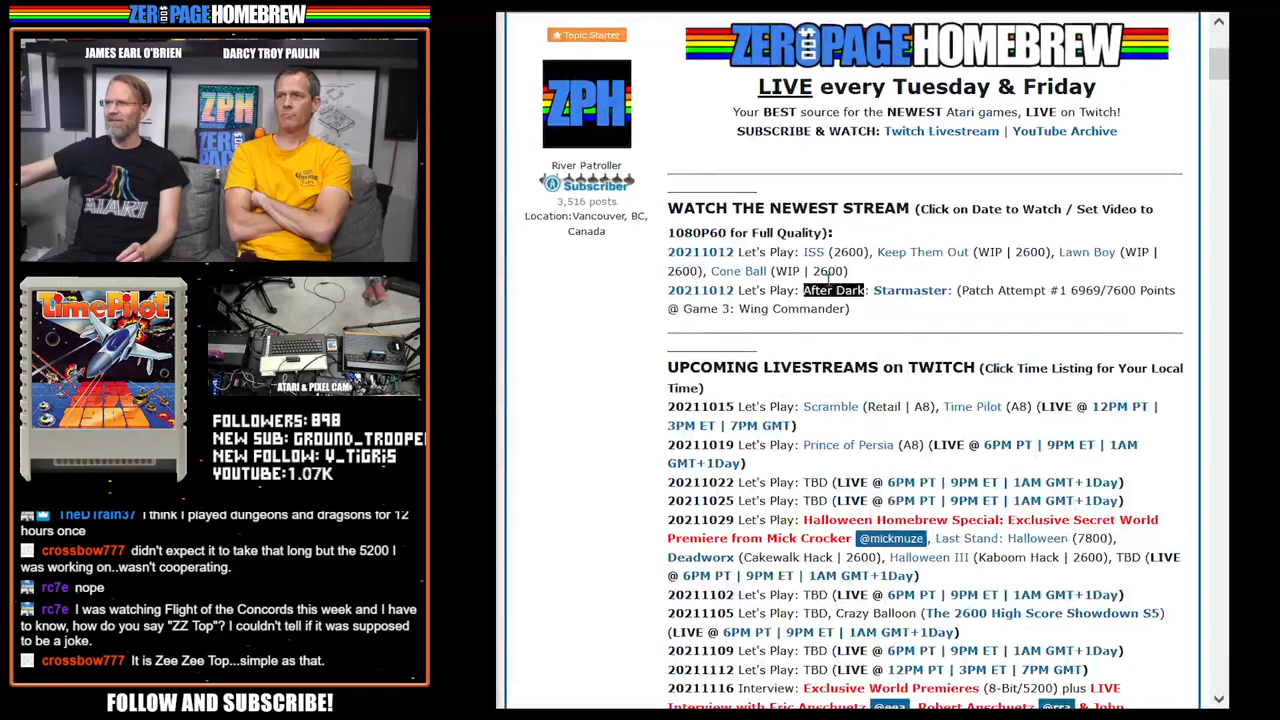 ZEROPAGE HOMEBREW
JAMES EARL O'BRIEN
DARCY TROY PAULIN
ZPH
ATARI
Corona
TimePilot
ATARI & PIXEL CAM
FOLLOWERS: 898
NEW SUB: GROUND_TROOPER
NEW FOLLOW: V_TIGRIS
YOUTUBE:1.07K
TheDTrain37 I think I played dungeons and dragsons for 12
hours once
crossbow777 didn't expect it to take that long but the 5200 I
was working on..wasn't cooperating.
rc7e nope
rc7e I was watching Flight of the Concords this week and I have
to know, how do you say "ZZ Top"? I couldn't tell if it was supposed
to be a joke.
crossbow777 It is Zee Zee Top...simple as that.
FOLLOW AND SUBSCRIBE!
★ Topic Starter
ZPH
River Patroller
Subscriber
3,516 posts
Location:Vancouver, BC,
Canada
ZEROPAGE HOMEBREW
LIVE every Tuesday & Friday
Your BEST source for the NEWEST Atari games, LIVE on Twitch!
SUBSCRIBE & WATCH: Twitch Livestream | YouTube Archive
WATCH THE NEWEST STREAM (Click on Date to Watch / Set Video to
1080P60 for Full Quality):
20211012 Let's Play: ISS (2600), Keep Them Out (WIP | 2600), Lawn Boy (WIP |
2600), Cone Ball (WIP | 2600)
20211012 Let's Play: After Dark: Starmaster: (Patch Attempt #1 6969/7600 Points
@ Game 3: Wing Commander)
UPCOMING LIVESTREAMS on TWITCH (Click Time Listing for Your Local
Time)
20211015 Let's Play: Scramble (Retail | A8), Time Pilot (A8) (LIVE @ 12PM PT |
3PM ET | 7PM GMT)
20211019 Let's Play: Prince of Persia (A8) (LIVE @ 6PM PT | 9PM ET | 1AM
GMT+1Day)
20211022 Let's Play: TBD (LIVE @ 6PM PT | 9PM ET | 1AM GMT+1Day)
20211025 Let's Play: TBD (LIVE @ 6PM PT | 9PM ET | 1AM GMT+1Day)
20211029 Let's Play: Halloween Homebrew Special: Exclusive Secret World
Premiere from Mick Crocker @mickmuze, Last Stand: Halloween (7800),
Deadworx (Cakewalk Hack | 2600), Halloween III (Kaboom Hack | 2600), TBD (LIVE
@ 6PM PT | 9PM ET | 1AM GMT+1Day)
20211102 Let's Play: TBD (LIVE @ 6PM PT | 9PM ET | 1AM GMT+1Day)
20211105 Let's Play: TBD, Crazy Balloon (The 2600 High Score Showdown S5)
(LIVE @ 6PM PT | 9PM ET | 1AM GMT+1Day)
20211109 Let's Play: TBD (LIVE @ 6PM PT | 9PM ET | 1AM GMT+1Day)
20211112 Let's Play: TBD (LIVE @ 12PM PT | 3PM ET | 7PM GMT)
20211116 Interview: Exclusive World Premieres (8-Bit/5200) plus LIVE
Interview with Eric Anschuetz @eea, Robert Anschuetz @rra & John